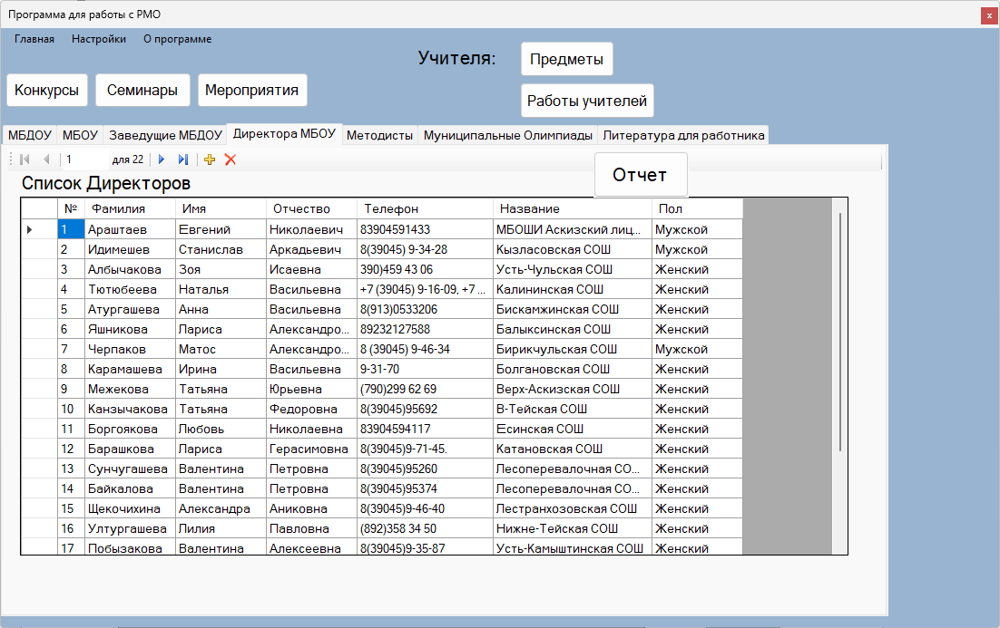 Программа для работы с РМО x
Главная Настройки О программе
Учителя: Предметы
Конкурсы Семинары Мероприятия
Работы учителей
МБДОУ МБОУ Заведущие МБДОУ Директора МБОУ Методисты Муниципальные Олимпиады Литература для работника
1 для 22
Отчет
Список Директоров
№ Фамилия Имя Отчество Телефон Название Пол
1 Араштаев Евгений Николаевич 83904591433 МБОШИ Аскизский лиц... Мужской
2 Идимешев Станислав Аркадьевич 8(39045) 9-34-28 Кызласовская СОШ Мужской
3 Албычакова Зоя Исаевна 390)459 43 06 Усть-Чульская СОШ Женский
4 Тютюбеева Наталья Васильевна +7 (39045) 9-16-09, +7 ... Калининская СОШ Женский
5 Атургашева Анна Васильевна 8(913)0533206 Бискамжинская СОШ Женский
6 Яшникова Лариса Александро... 89232127588 Балыксинская СОШ Женский
7 Черпаков Матос Александро... 8 (39045) 9-46-34 Бирикчульская СОШ Мужской
8 Карамашева Ирина Васильевна 9-31-70 Болгановская СОШ Женский
9 Межекова Татьяна Юрьевна (790)299 62 69 Верх-Аскизская СОШ Женский
10 Канзычакова Татьяна Федоровна 8(39045)95692 В-Тейская СОШ Женский
11 Боргоякова Любовь Николаевна 83904594117 Есинская СОШ Женский
12 Барашкова Лариса Герасимовна 8(39045)9-71-45. Катановская СОШ Женский
13 Сунчугашева Валентина Петровна 8(39045)95260 Лесоперевалочная СО... Женский
14 Байкалова Валентина Петровна 8(39045)95374 Лесоперевалочная СО... Женский
15 Щекочихина Александра Аниковна 8(39045)9-46-40 Лестранхозовская СОШ Женский
16 Ултургашева Лилия Павловна (892)358 34 50 Нижне-Тейская СОШ Женский
17 Побызакова Валентина Алексеевна 8(39045)9-35-87 Усть-Камыштинская СОШ Женский